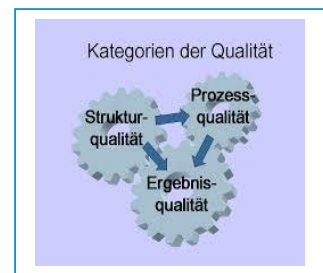 Kategorien der Qualität
Struktur-
qualität
Prozess-
qualität
Ergebnis-
qualität